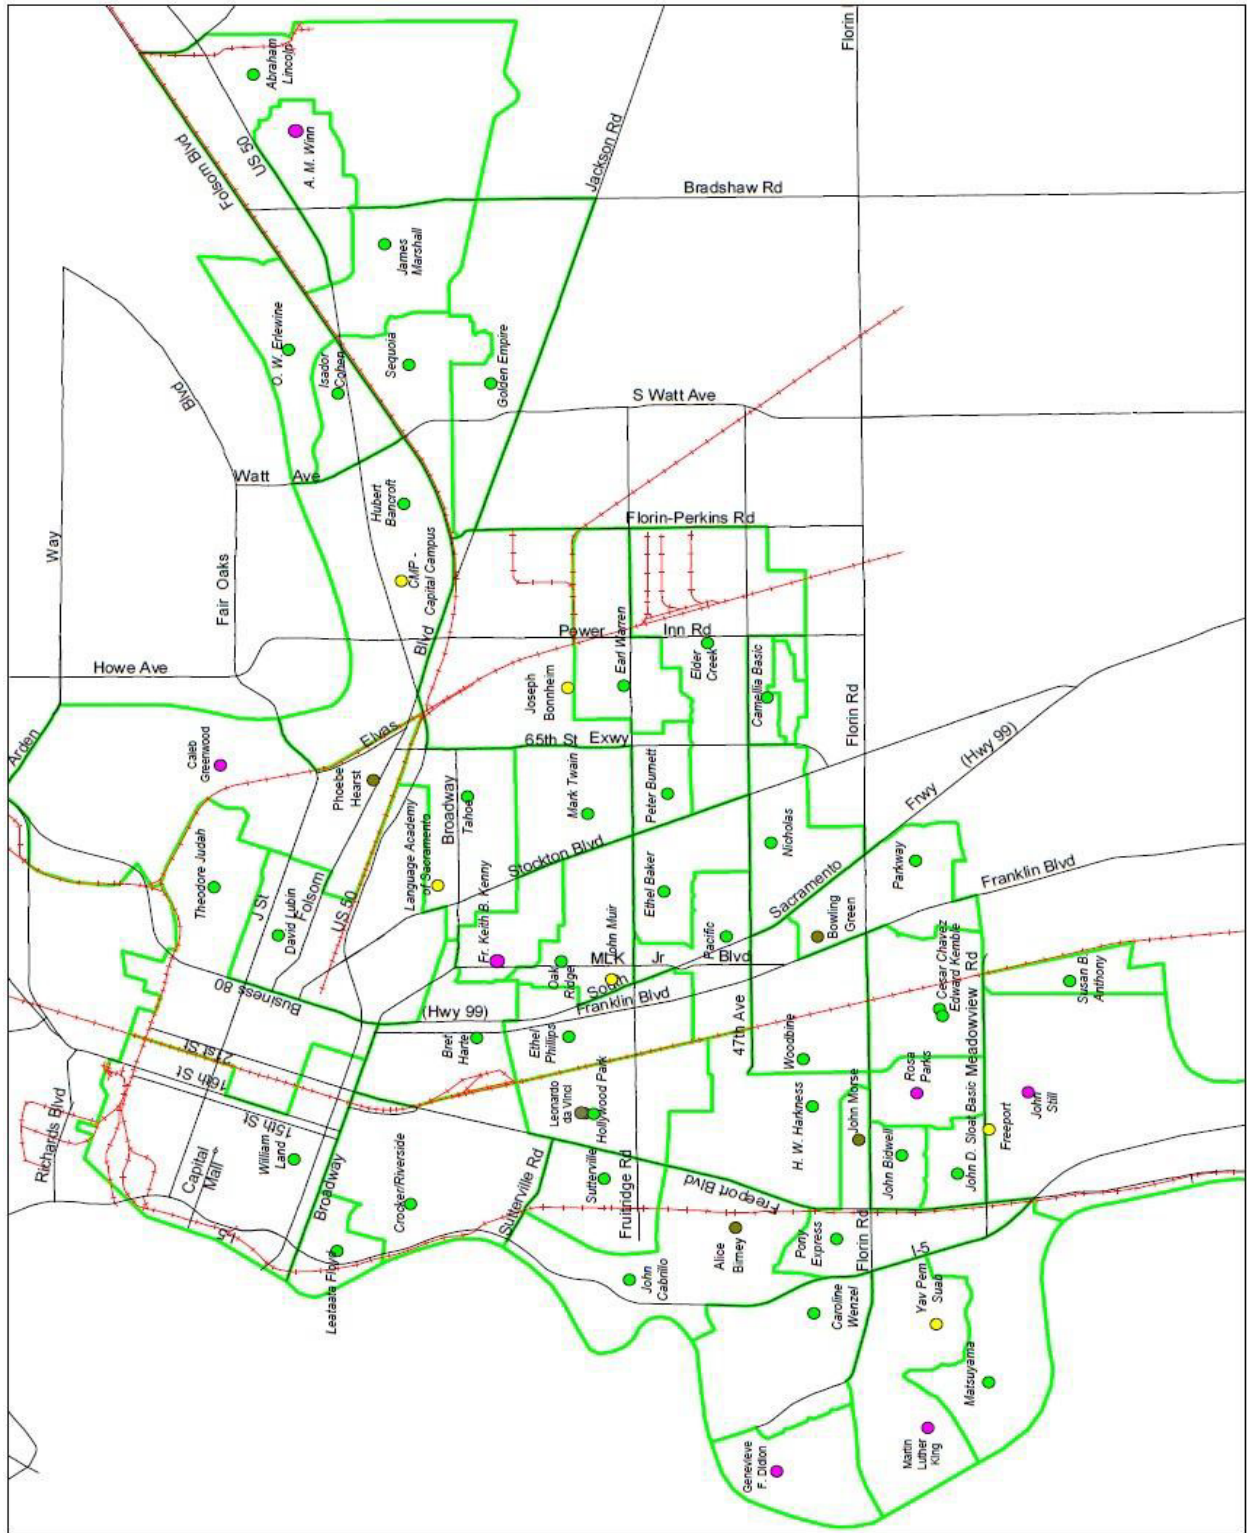 Florin
Abraham
Lincoln
US 50
A. M. Winn
Folsom Blvd
Jackson Rd
Bradshaw Rd
James
Marshall
O. W. Erlewine
Isador
Cohen
Sequoia
Golden Empire
Blvd
S Watt Ave
Watt Ave
Hubert
Bancroft
CMP -
Capital Campus
Florin-Perkins Rd
Way
Fair Oaks
Blvd
Power Inn Rd
Earl Warren
Elder
Creek
Howe Ave
Joseph
Bonnheim
Camellia Basic
Florin Rd
Arden
Elvas
Caleb
Greenwood
65th St Expwy
(Hwy 99)
Phoebe
Hearst
Language Academy
of Sacramento
Broadway
Tahoe
Mark Twain
Peter Burnett
Frwy
Nicholas
Stockton Blvd
Theodore Judah
J St
David Lubin
Folsom
US 50
Fr. Keith B. Kenny
Ethel Baker
Sacramento
Parkway
Franklin Blvd
Pacific
Bowling
Green
Oak
Ridge
John Muir
MLK Jr Blvd
South
Franklin Blvd
Business 80
(Hwy 99)
Cesar Chavez
Edward Kemble
Meadowview Rd
Susan B.
Anthony
Bret
Harte
Ethel
Phillips
47th Ave
Woodbine
21st St
16th St
15th St
Richards Blvd
Leonardo
da Vinci
Hollywood Park
H. W. Harkness
John Morse
Rosa
Parks
John
Still
Capital
Mall
William
Land
Broadway
Crocker/Riverside
Sutterville Rd
Sutterville
Fruitridge Rd
Freeport Blvd
John Bidwell
John D. Sloat Basic
Freeport
I-5
Leataata Floyd
John
Cabrillo
Alice
Birney
Pony
Express
Florin Rd
I-5
Caroline
Wenzel
Yav Pem
Suab
Matsuyama
Genevieve
F. Didion
Martin
Luther
King